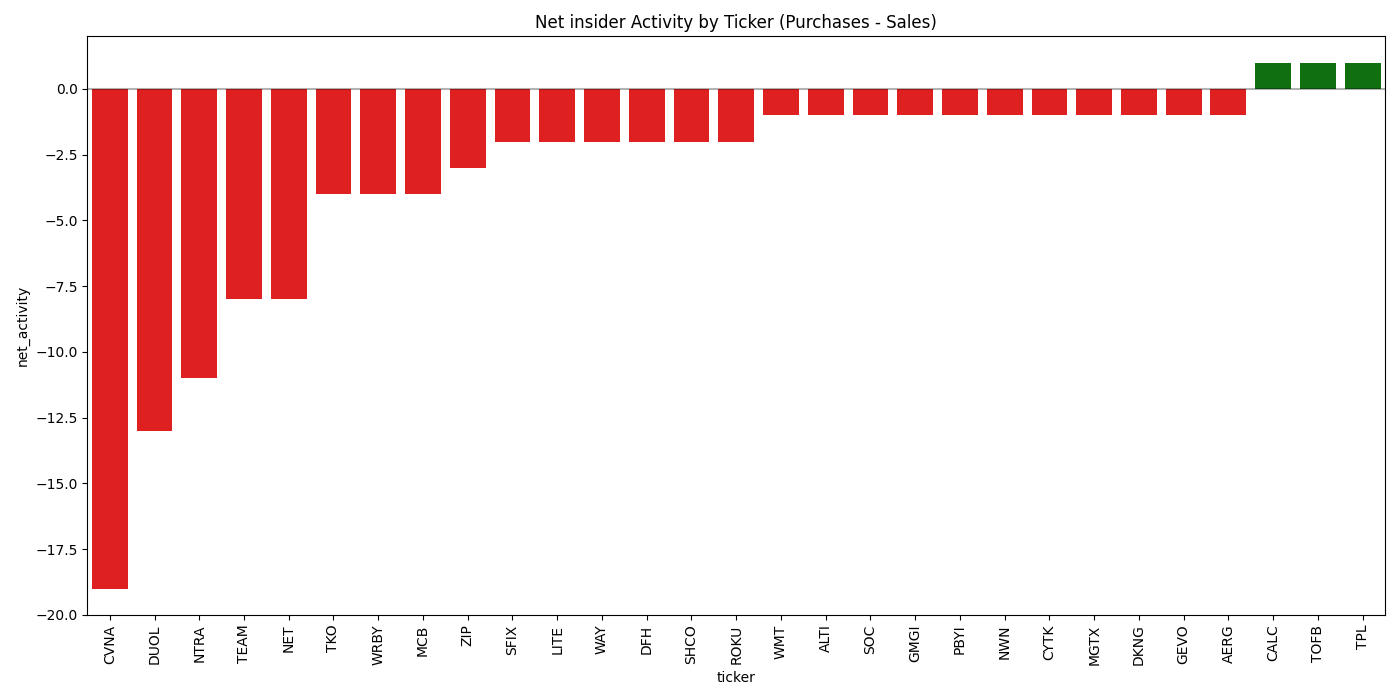 Net insider Activity by Ticker (Purchases - Sales)
net_activity
0.0
−2.5
−5.0
−7.5
−10.0
−12.5
−15.0
−17.5
−20.0
CVNA
DUOL
NTRA
TEAM
NET
TKO
WRBY
MCB
ZIP
SFIX
LITE
WAY
DFH
SHCO
ROKU
WMT
ALTI
SOC
GMGI
PBYI
NWN
CYTK
MGTX
DKNG
GEVO
AERG
CALC
TOFB
TPL
ticker